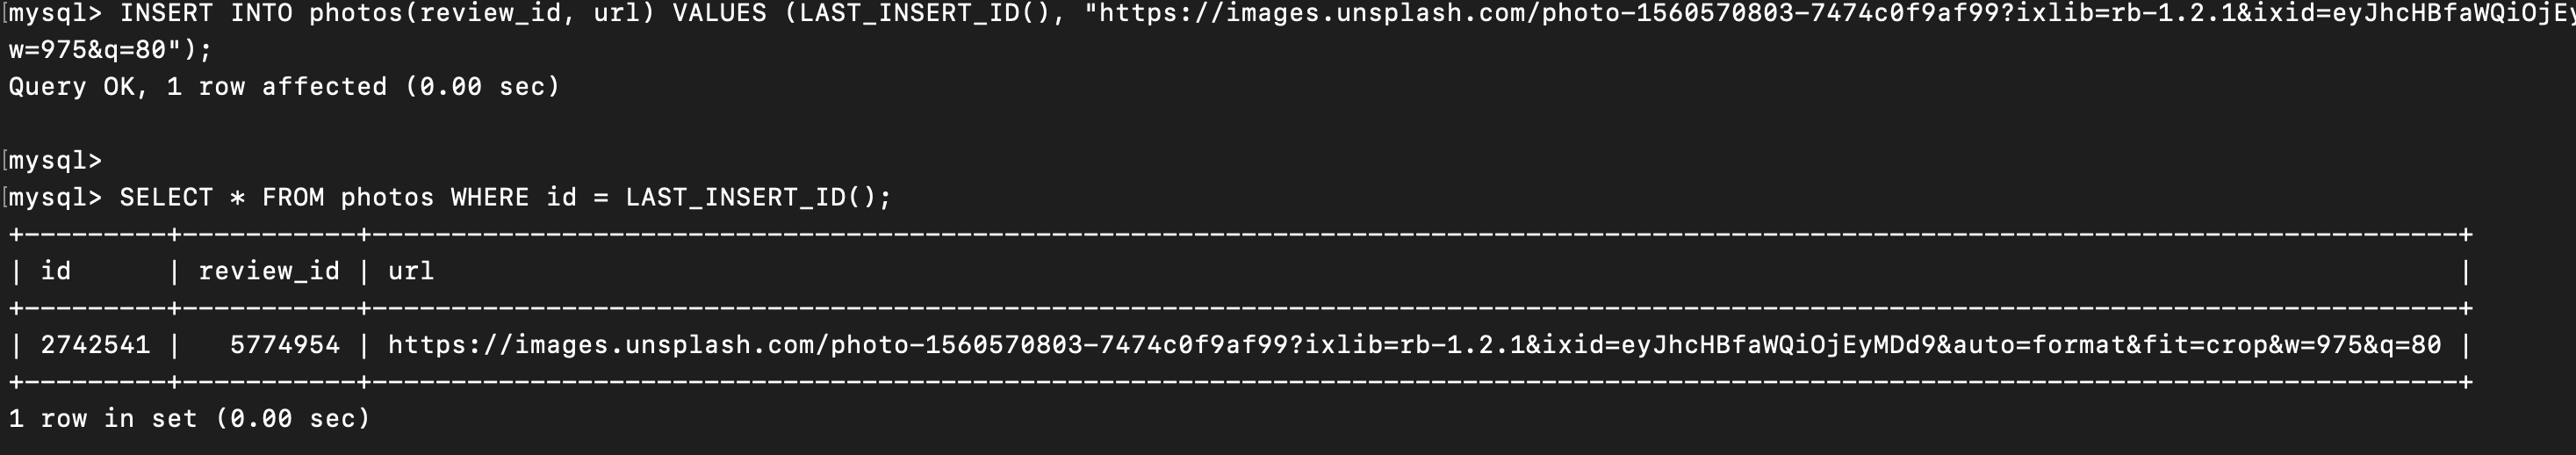 [mysql> INSERT INTO photos(review_id, url) VALUES (LAST_INSERT_ID(), "https://images.unsplash.com/photo-1560570803-7474c0f9af99?ixlib=rb-1.2.1&ixid=eyJhcHBfaWQiOjEy
w=975&q=80");
Query OK, 1 row affected (0.00 sec)
[mysql>
[mysql> SELECT * FROM photos WHERE id = LAST_INSERT_ID();
+---------+-----------+------------------------------------------------------------------------------------------------------------------------------------+
| id      | review_id | url                                                                                                                                |
+---------+-----------+------------------------------------------------------------------------------------------------------------------------------------+
| 2742541 |   5774954 | https://images.unsplash.com/photo-1560570803-7474c0f9af99?ixlib=rb-1.2.1&ixid=eyJhcHBfaWQiOjEyMDd9&auto=format&fit=crop&w=975&q=80 |
+---------+-----------+------------------------------------------------------------------------------------------------------------------------------------+
1 row in set (0.00 sec)